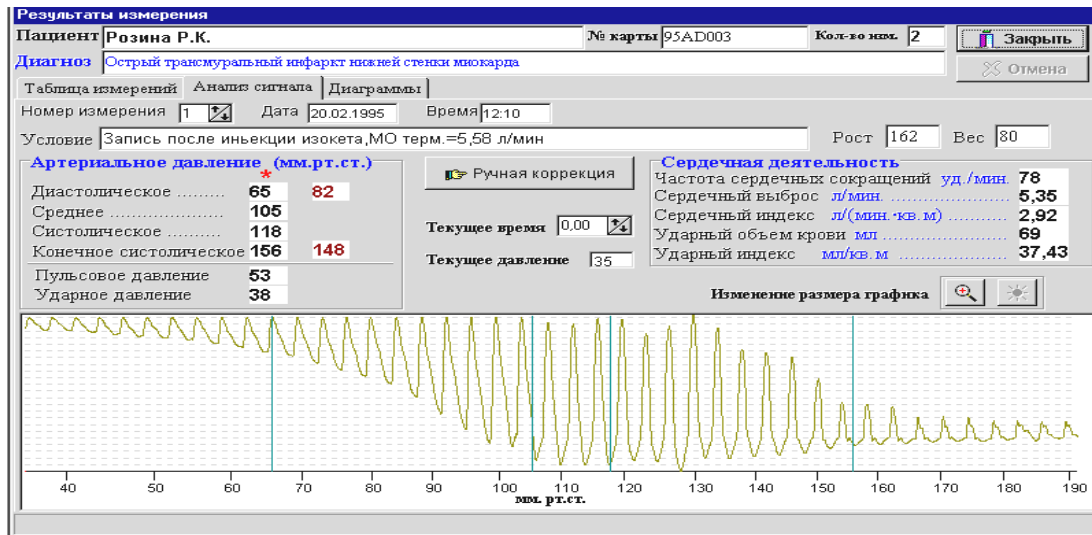 Результаты измерения
Пациент Розина Р.К. № карты 95AD003 Кол-во изм. 2 Закрыть
Диагноз Острый трансмуральный инфаркт нижней стенки миокарда Отмена
Таблица измерений Анализ сигнала Диаграммы
Номер измерения 1 Дата 20.02.1995 Время 12:10
Условие Запись после иньекции изокета,МО терм.=5,58 л/мин Рост 162 Вес 80
Артериальное давление (мм.рт.ст.)
*
Диастолическое ......... 65 82
Среднее .................... 105
Систолическое .......... 118
Конечное систолическое 156 148
Пульсовое давление 53
Ударное давление 38
Ручная коррекция
Текущее время 0,00
Текущее давление 35
Сердечная деятельность
Частота сердечных сокращений уд./мин. 78
Сердечный выброс л/мин. ...................... 5,35
Сердечный индекс л/(мин.·кв.м) ........... 2,92
Ударный объем крови мл ....................... 69
Ударный индекс мл/кв.м .................... 37,43
Изменение размера графика
40 50 60 70 80 90 100 110 120 130 140 150 160 170 180 190
мм. рт.ст.